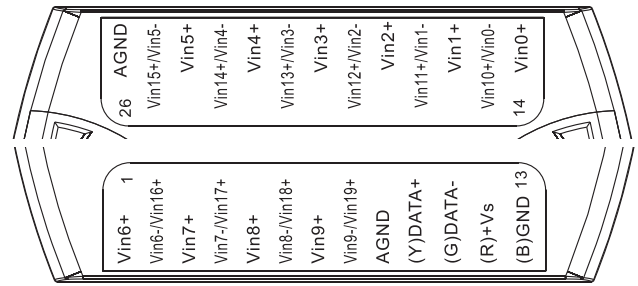 AGND
Vin15+/Vin5-
Vin5+
Vin14+/Vin4-
Vin4+
Vin13+/Vin3-
Vin3+
Vin12+/Vin2-
Vin2+
Vin11+/Vin1-
Vin1+
Vin10+/Vin0-
Vin0+
26
14
1
13
Vin6+
Vin6-/Vin16+
Vin7+
Vin7-/Vin17+
Vin8+
Vin8-/Vin18+
Vin9+
Vin9-/Vin19+
AGND
(Y)DATA+
(G)DATA-
(R)+Vs
(B)GND